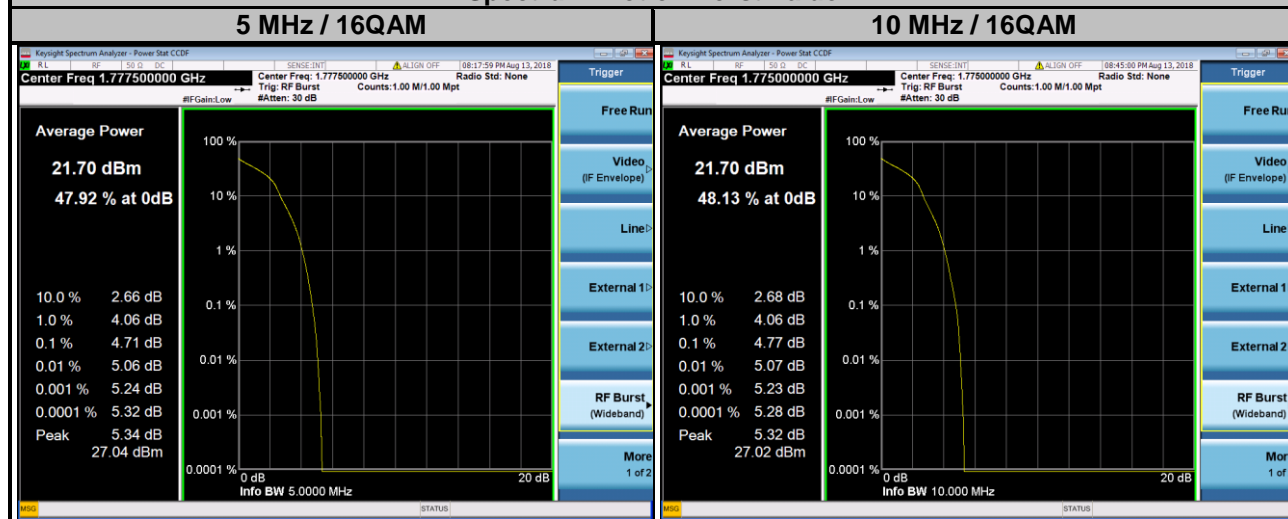 5 MHz / 16QAM
10 MHz / 16QAM
Keysight Spectrum Analyzer - Power Stat CCDF
RL RF 50 Ω DC SENSE:INT ALIGN OFF 08:17:59 PM Aug 13, 2018
Center Freq 1.777500000 GHz
Center Freq: 1.777500000 GHz Radio Std: None
Trig: RF Burst Counts:1.00 M/1.00 Mpt
#IFGain:Low #Atten: 30 dB
Average Power
21.70 dBm
47.92 % at 0dB
10.0 % 2.66 dB
1.0 % 4.06 dB
0.1 % 4.71 dB
0.01 % 5.06 dB
0.001 % 5.24 dB
0.0001 % 5.32 dB
Peak 5.34 dB
27.04 dBm
100 %
10 %
1 %
0.1 %
0.01 %
0.001 %
0.0001 %
0 dB 20 dB
Info BW 5.0000 MHz
Trigger
Free Run
Video
(IF Envelope)
Line
External 1
External 2
RF Burst
(Wideband)
More
1 of 2
MSG STATUS
Keysight Spectrum Analyzer - Power Stat CCDF
RL RF 50 Ω DC SENSE:INT ALIGN OFF 08:45:00 PM Aug 13, 2018
Center Freq 1.775000000 GHz
Center Freq: 1.775000000 GHz Radio Std: None
Trig: RF Burst Counts:1.00 M/1.00 Mpt
#IFGain:Low #Atten: 30 dB
Average Power
21.70 dBm
48.13 % at 0dB
10.0 % 2.68 dB
1.0 % 4.06 dB
0.1 % 4.77 dB
0.01 % 5.07 dB
0.001 % 5.23 dB
0.0001 % 5.28 dB
Peak 5.32 dB
27.02 dBm
100 %
10 %
1 %
0.1 %
0.01 %
0.001 %
0.0001 %
0 dB 20 dB
Info BW 10.000 MHz
Trigger
Free Ru
Video
(IF Envelope)
Line
External 1
External 2
RF Burst
(Wideband)
Mor
1 of
MSG STATUS